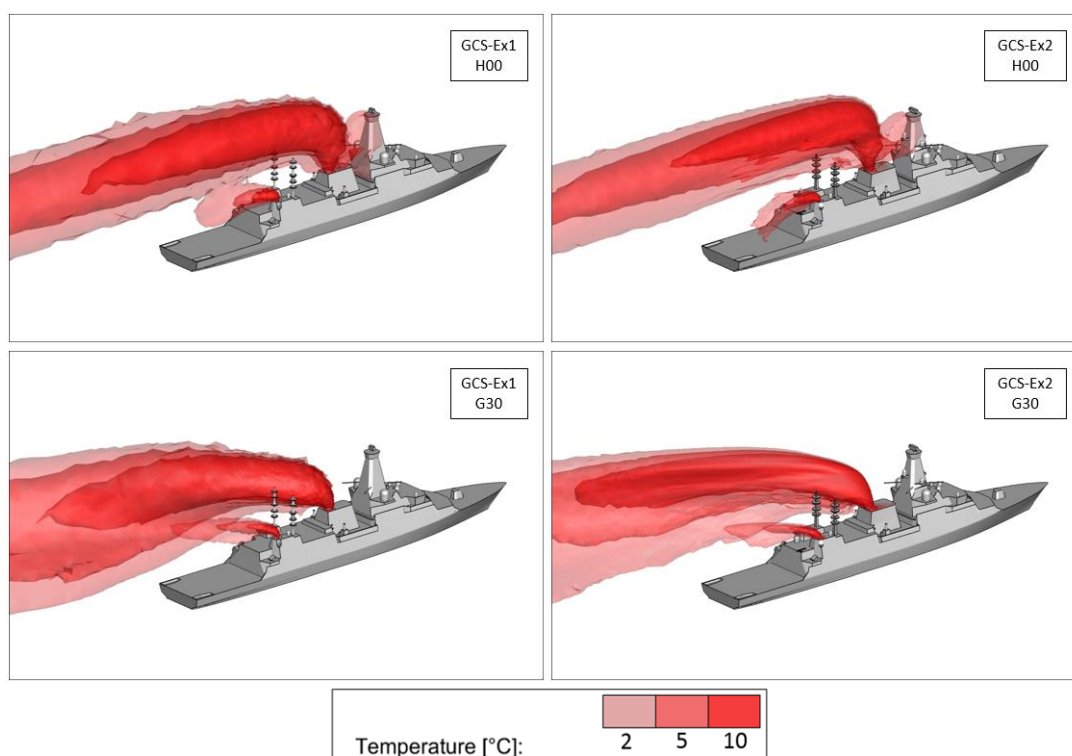 GCS-Ex1
H00
GCS-Ex2
H00
GCS-Ex1
G30
GCS-Ex2
G30
Temperature [°C]:
2 5 10